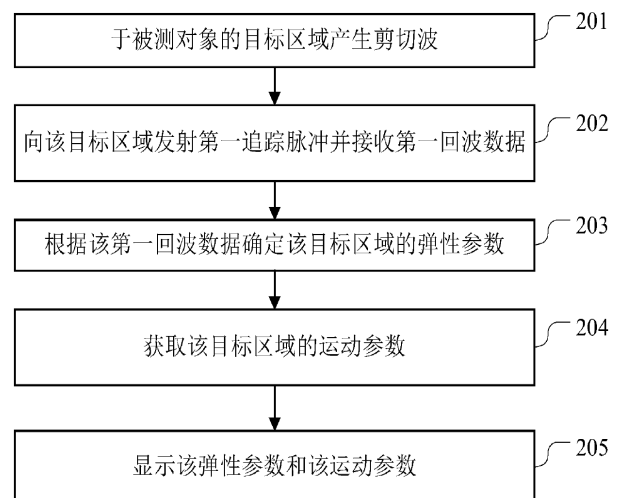 于被测对象的目标区域产生剪切波
201
向该目标区域发射第一追踪脉冲并接收第一回波数据
202
根据该第一回波数据确定该目标区域的弹性参数
203
获取该目标区域的运动参数
204
显示该弹性参数和该运动参数
205